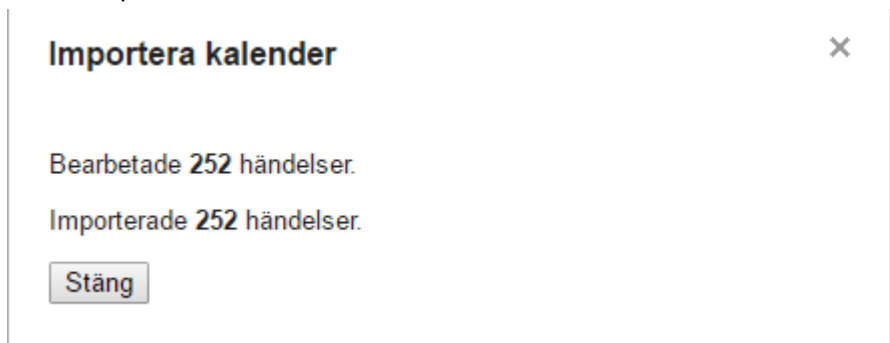 Importera kalender
Bearbetade 252 händelser.
Importerade 252 händelser.
Stäng